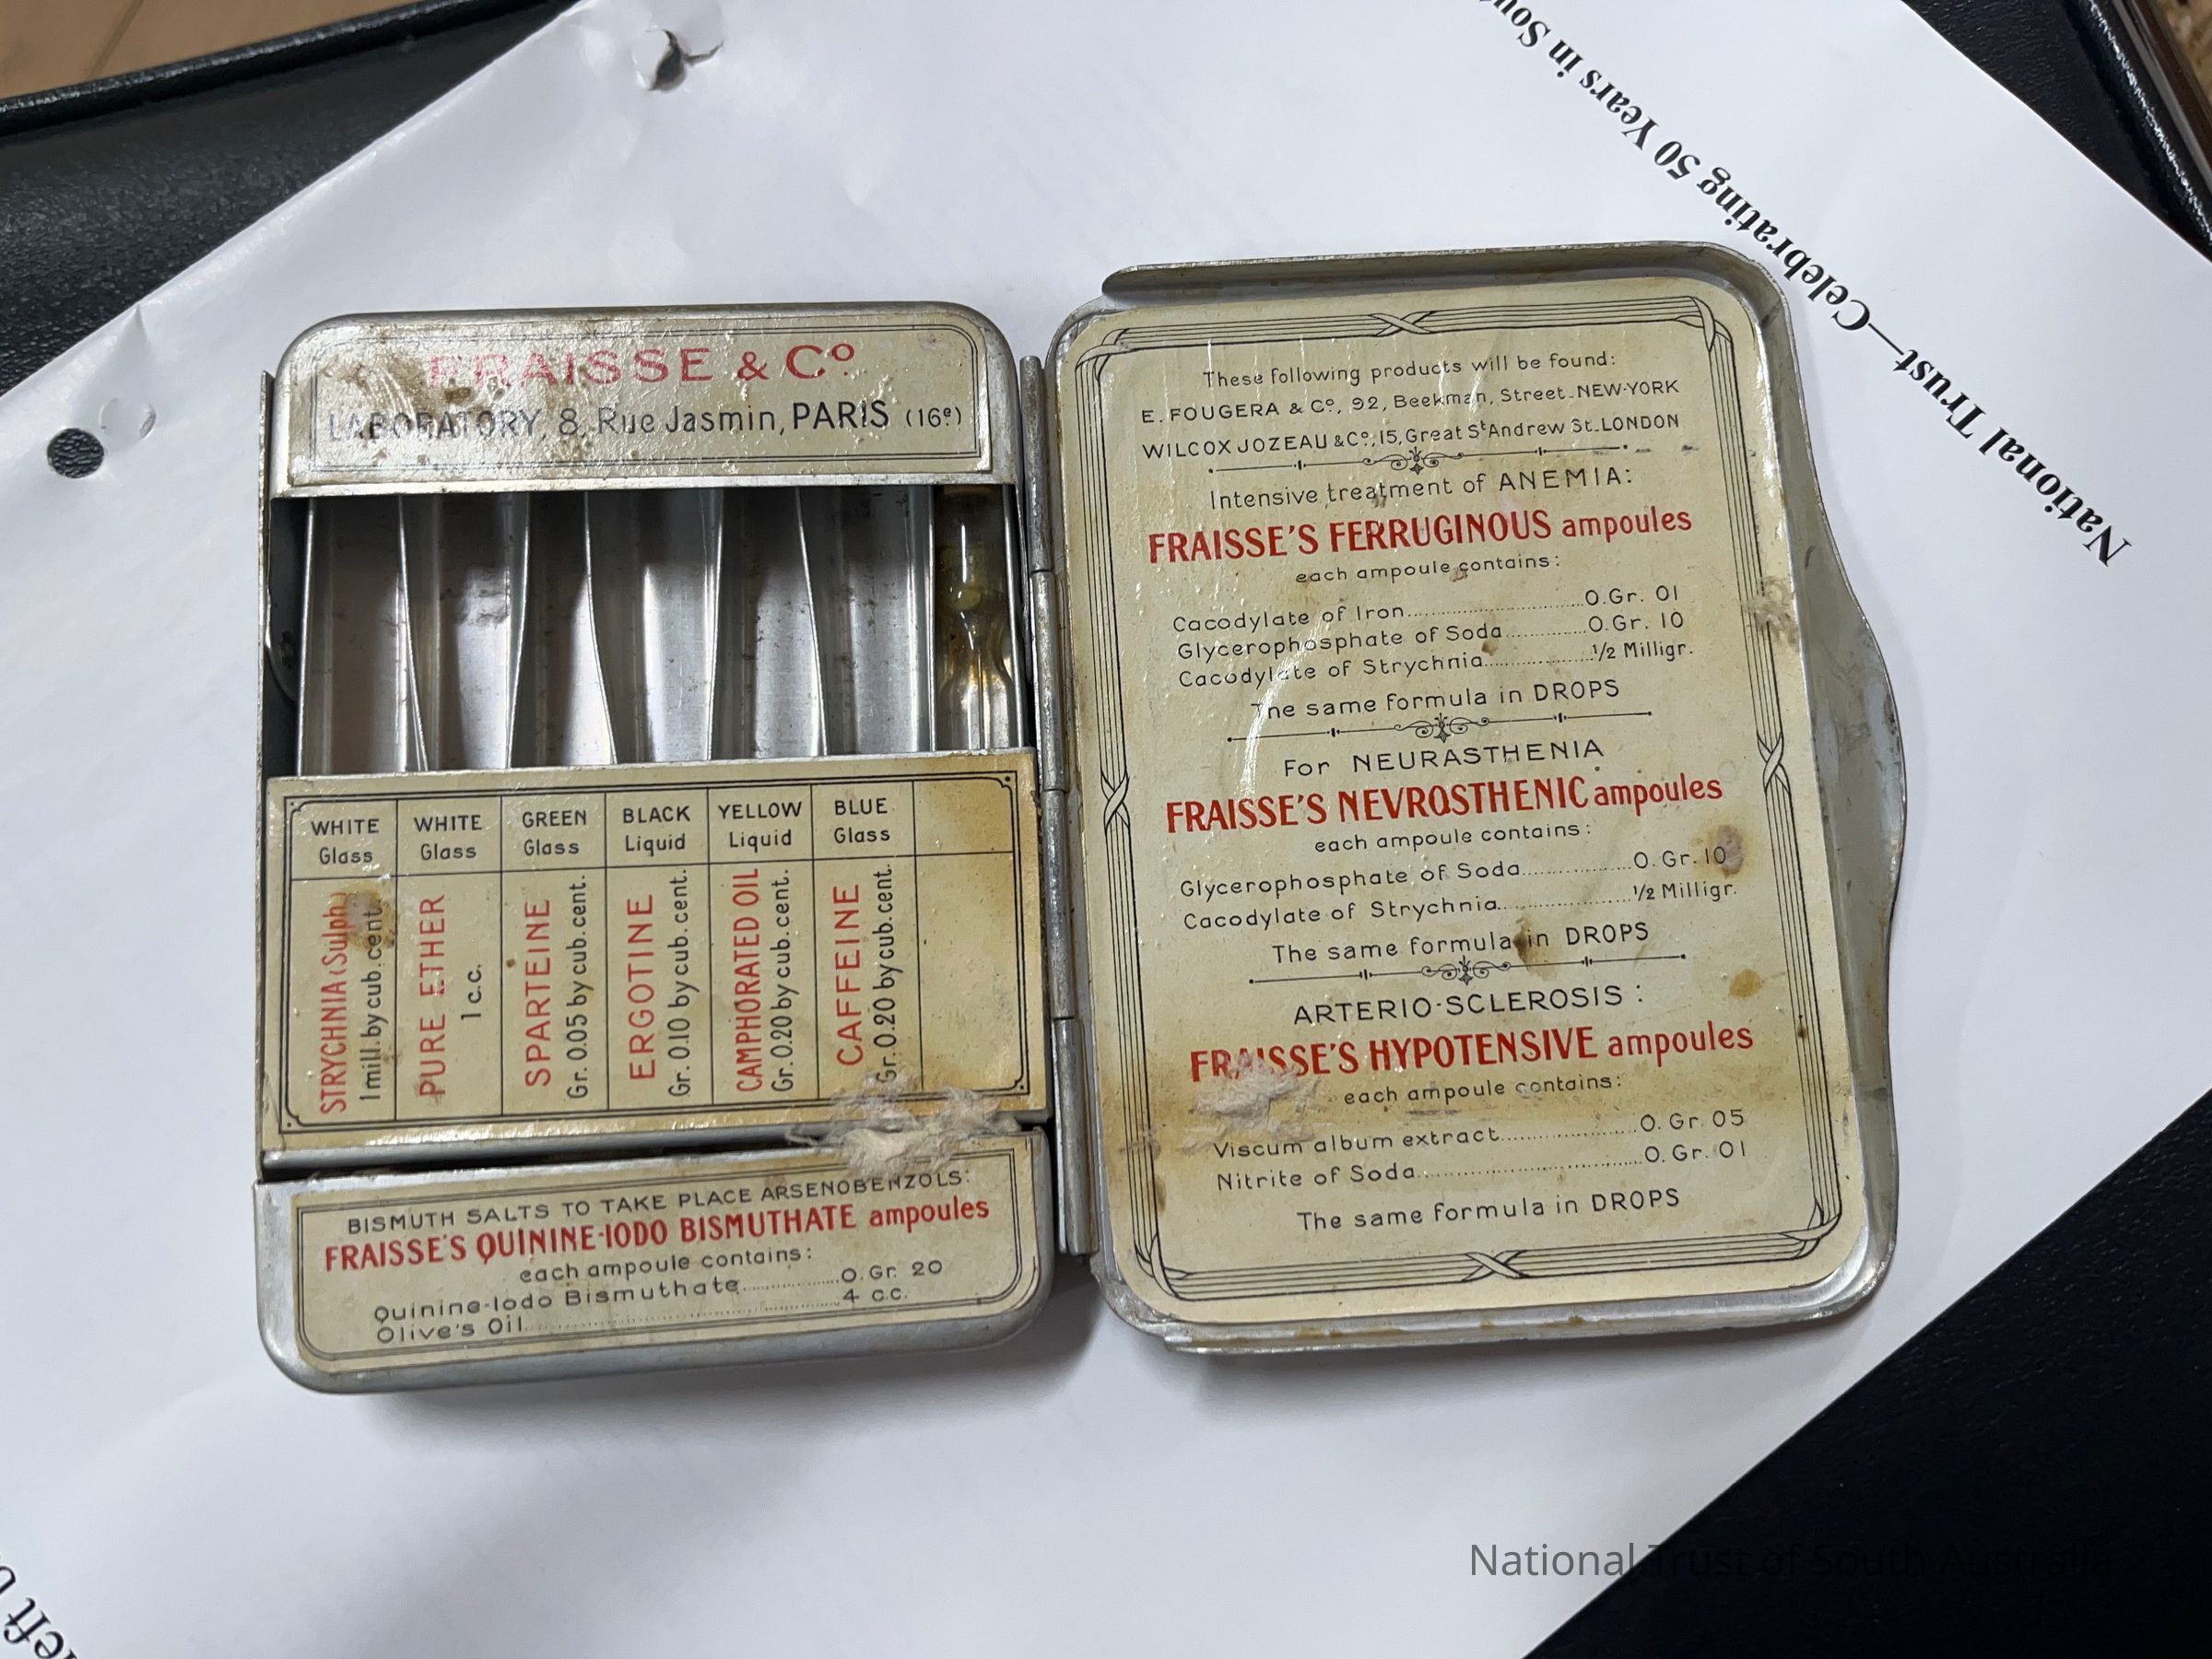 National Trust—Celebrating 50 Years in
FRAISSE & Cº
LABORATORY, 8, Rue Jasmin, PARIS (16e)
WHITE Glass
WHITE Glass
GREEN Glass
BLACK Liquid
YELLOW Liquid
BLUE Glass
STRYCHNIA (Sulph)
1 mill. by cub. cent.
PURE ETHER
1 c.c.
SPARTEINE
Gr. 0.05 by cub. cent.
ERGOTINE
Gr. 0.10 by cub. cent.
CAMPHORATED OIL
Gr. 0.20 by cub. cent.
CAFFEINE
Gr. 0.20 by cub. cent.
BISMUTH SALTS TO TAKE PLACE ARSENOBENZOLS:
FRAISSE'S QUININE-IODO BISMUTHATE ampoules
each ampoule contains:
Quinine-Iodo Bismuthate..........O. Gr. 20
Olive's Oil..........4 c.c.
These following products will be found:
E. FOUGERA & Cº, 92, Beekman, Street_NEW-YORK
WILCOX JOZEAU & Cº, 15, Great St Andrew St_LONDON
Intensive treatment of ANEMIA:
FRAISSE'S FERRUGINOUS ampoules
each ampoule contains:
Cacodylate of Iron..........O. Gr. 01
Glycerophosphate of Soda..........O. Gr. 10
Cacodylate of Strychnia..........1/2 Milligr.
The same formula in DROPS
For NEURASTHENIA
FRAISSE'S NEVROSTHENIC ampoules
each ampoule contains:
Glycerophosphate of Soda..........O. Gr. 10
Cacodylate of Strychnia..........1/2 Milligr.
The same formula in DROPS
ARTERIO-SCLEROSIS:
FRAISSE'S HYPOTENSIVE ampoules
each ampoule contains:
Viscum album extract..........O. Gr. 05
Nitrite of Soda..........O. Gr. 01
The same formula in DROPS
National Trust of South Australia